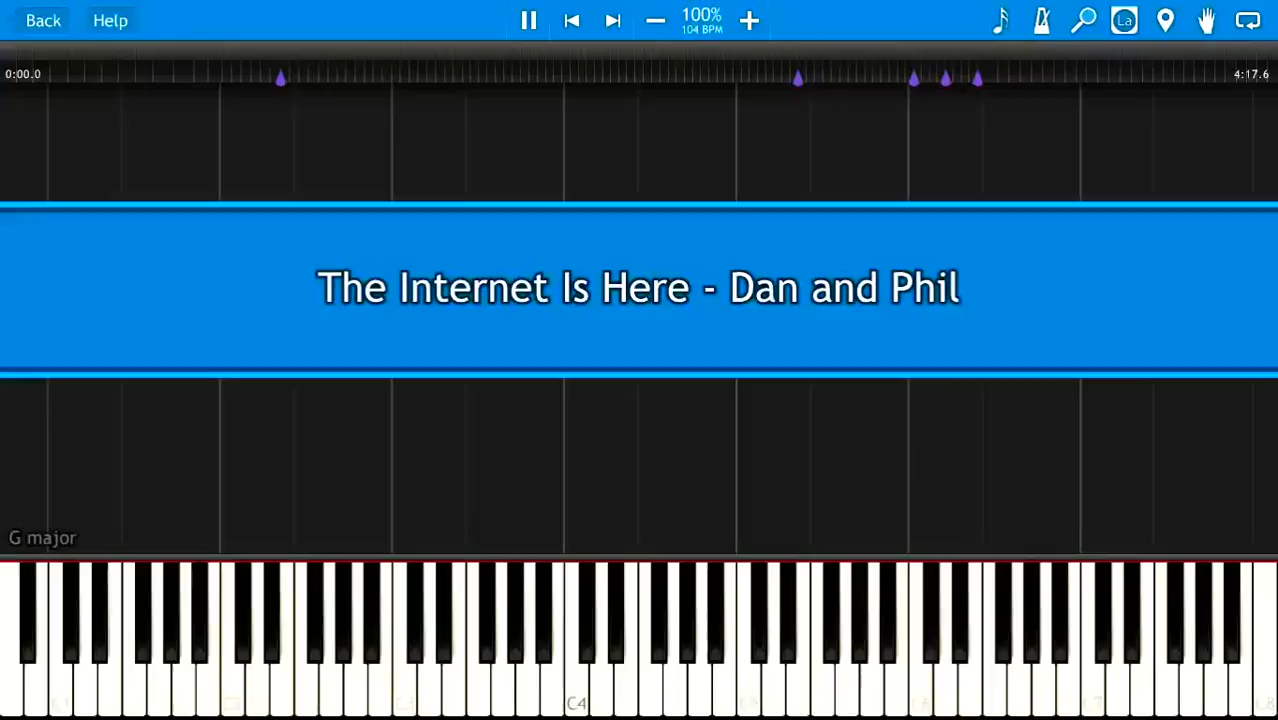 Back Help 100%
104 BPM
La
0:00.0 4:17.6
The Internet Is Here - Dan and Phil
G major
C4